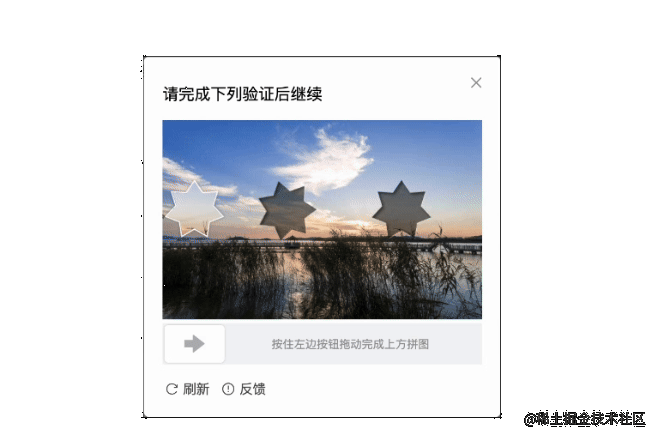 请完成下列验证后继续
按住左边按钮拖动完成上方拼图
刷新
反馈
@稀土掘金技术社区